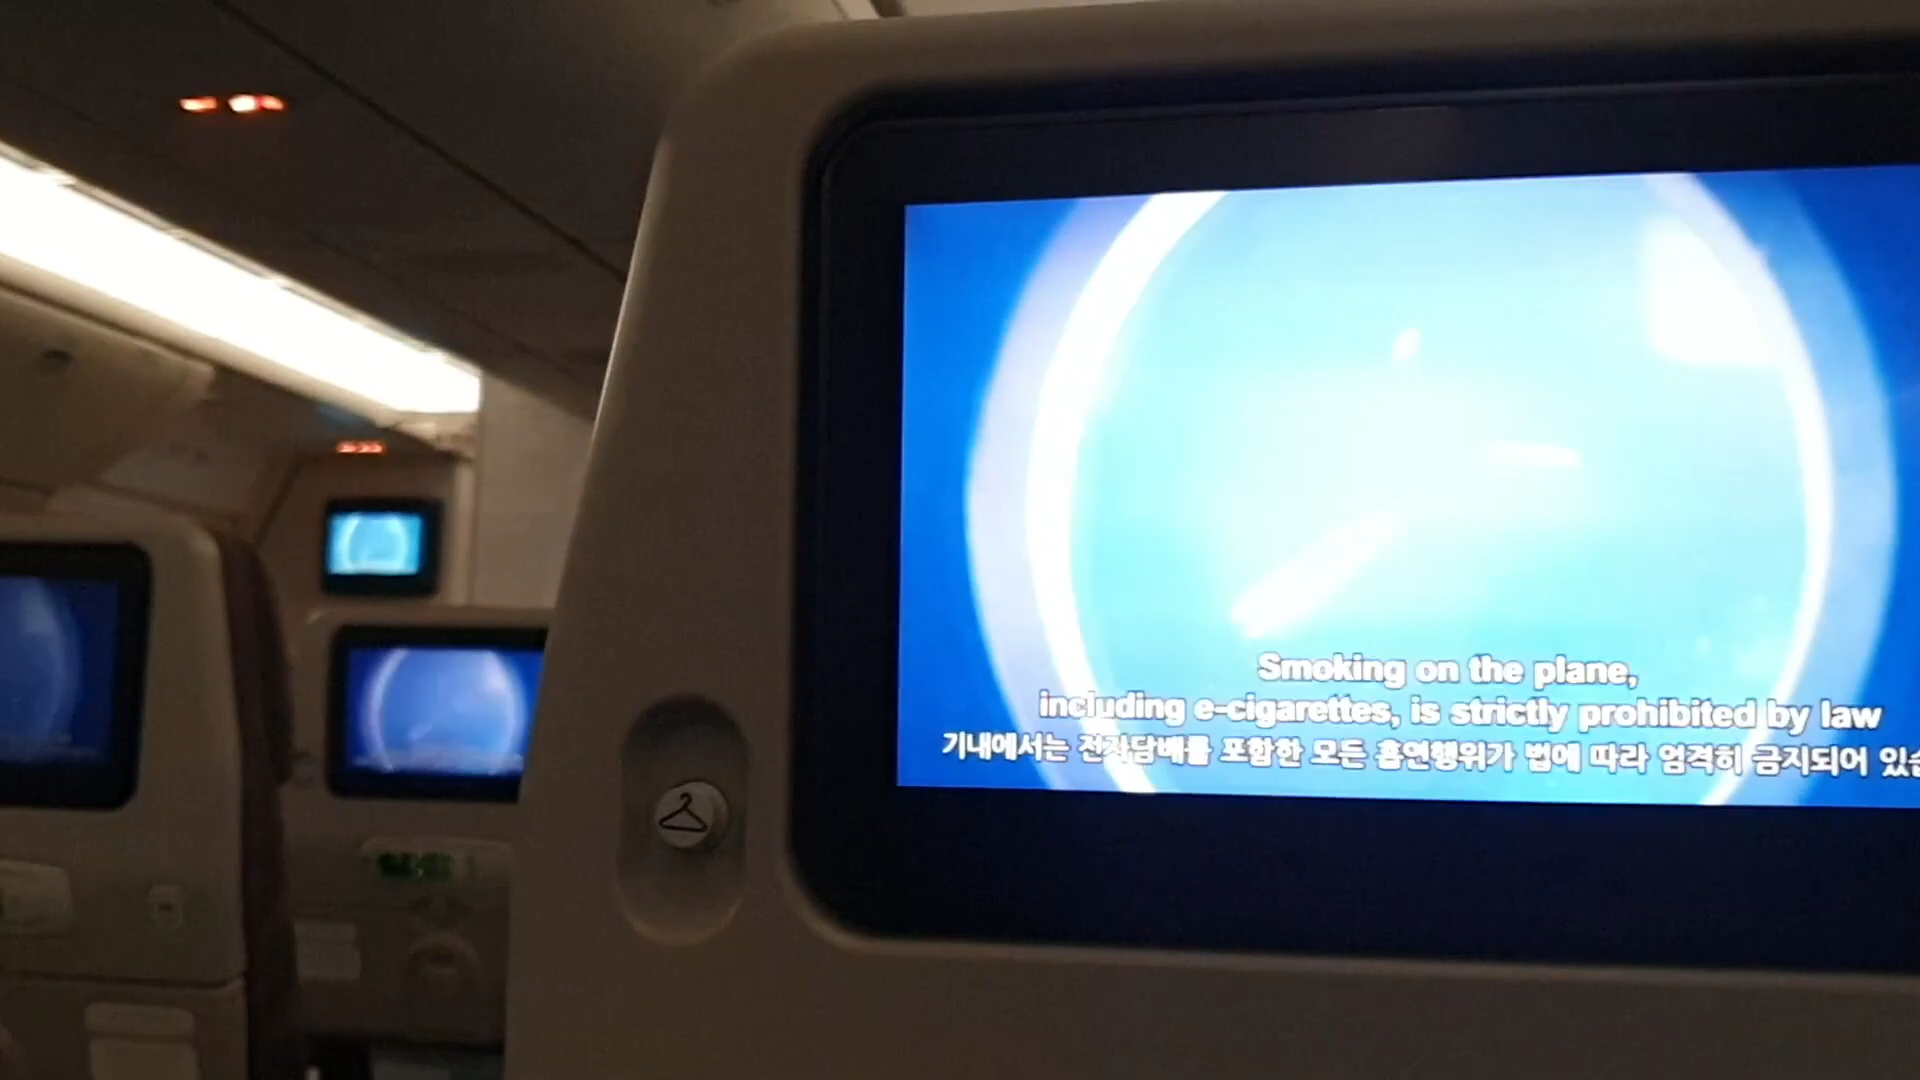 Smoking on the plane,
including e-cigarettes, is strictly prohibited by law
기내에서는 전자담배를 포함한 모든 흡연행위가 법에 따라 엄격히 금지되어